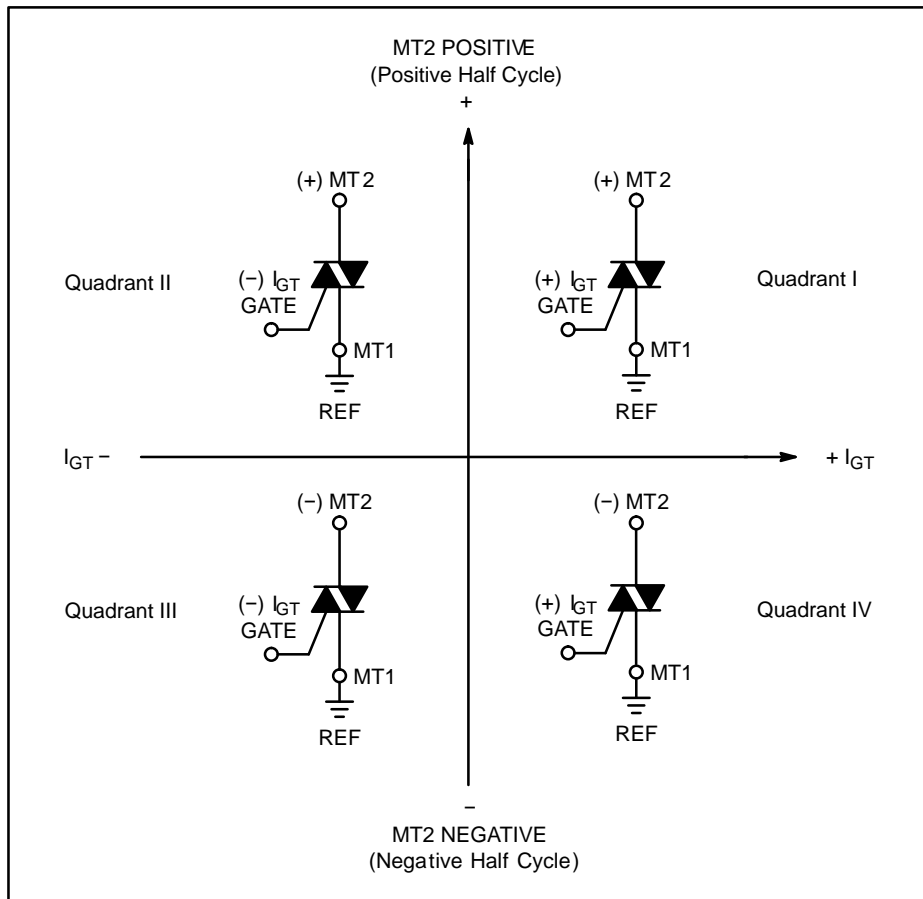 MT2 POSITIVE
(Positive Half Cycle)
+
(+) MT2
(−) IGT
GATE
MT1
REF
Quadrant II
(+) MT2
(+) IGT
GATE
MT1
REF
Quadrant I
IGT −
+ IGT
(−) MT2
(−) IGT
GATE
MT1
REF
Quadrant III
(−) MT2
(+) IGT
GATE
MT1
REF
Quadrant IV
−
MT2 NEGATIVE
(Negative Half Cycle)